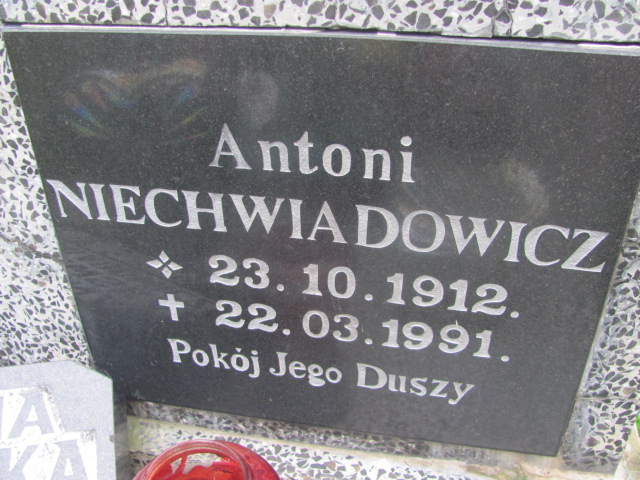 Antoni
NIECHWIADOWICZ
23.10.1912.
22.03.1991.
Pokój Jego Duszy